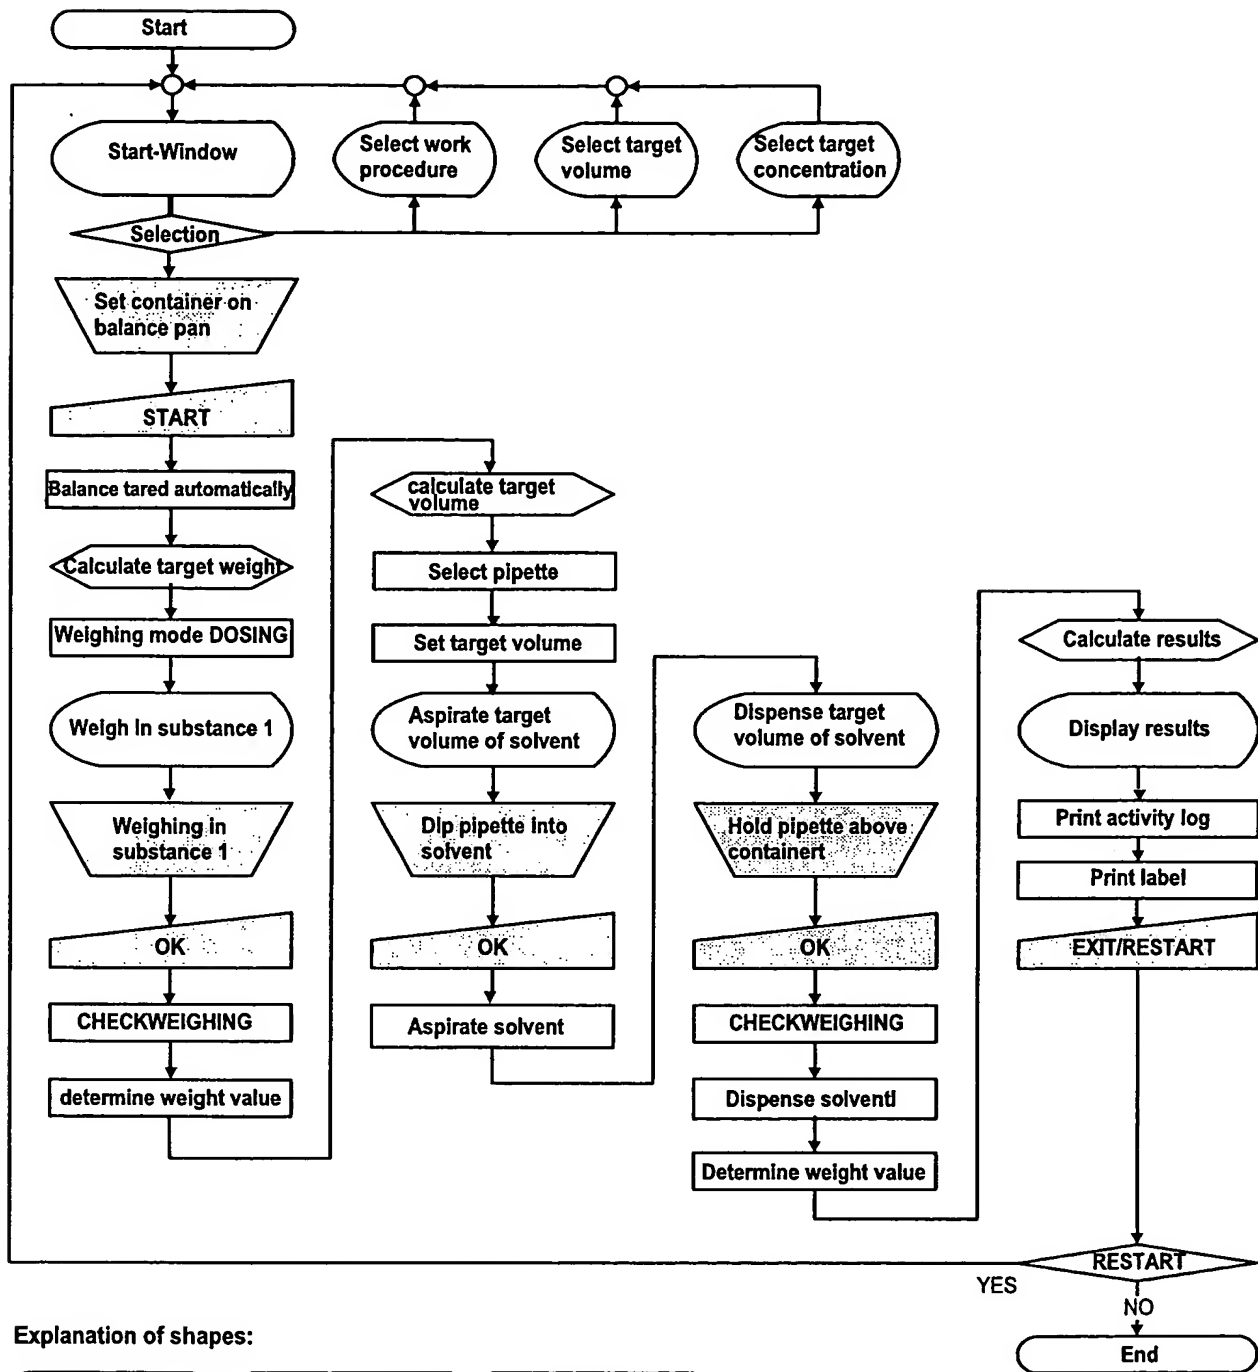 Start
Start-Window
Select work
procedure
Select target
volume
Select target
concentration
Selection
Set container on
balance pan
START
Balance tared automatically
Calculate target weight
Weighing mode DOSING
Weigh in substance 1
Weighing in
substance 1
OK
CHECKWEIGHING
determine weight value
calculate target
volume
Select pipette
Set target volume
Aspirate target
volume of solvent
Dip pipette into
solvent
OK
Aspirate solvent
Dispense target
volume of solvent
Hold pipette above
containert
OK
CHECKWEIGHING
Dispense solventl
Determine weight value
Calculate results
Display results
Print activity log
Print label
EXIT/RESTART
RESTART
YES
NO
End
Explanation of shapes: